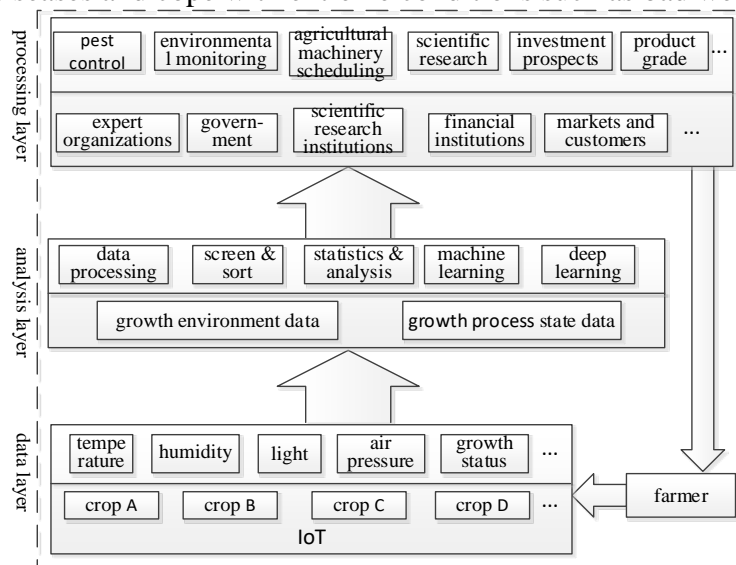 processing layer
pest
control
environmenta
l monitoring
agricultural
machinery
scheduling
scientific
research
investment
prospects
product
grade
...
expert
organizations
govern-
ment
scientific
research
institutions
financial
institutions
markets and
customers
...
analysis layer
data
processing
screen &
sort
statistics &
analysis
machine
learning
deep
learning
growth environment data
growth process state data
data layer
tempe
rature
humidity
light
air
pressure
growth
status
...
crop A
crop B
crop C
crop D
...
IoT
farmer